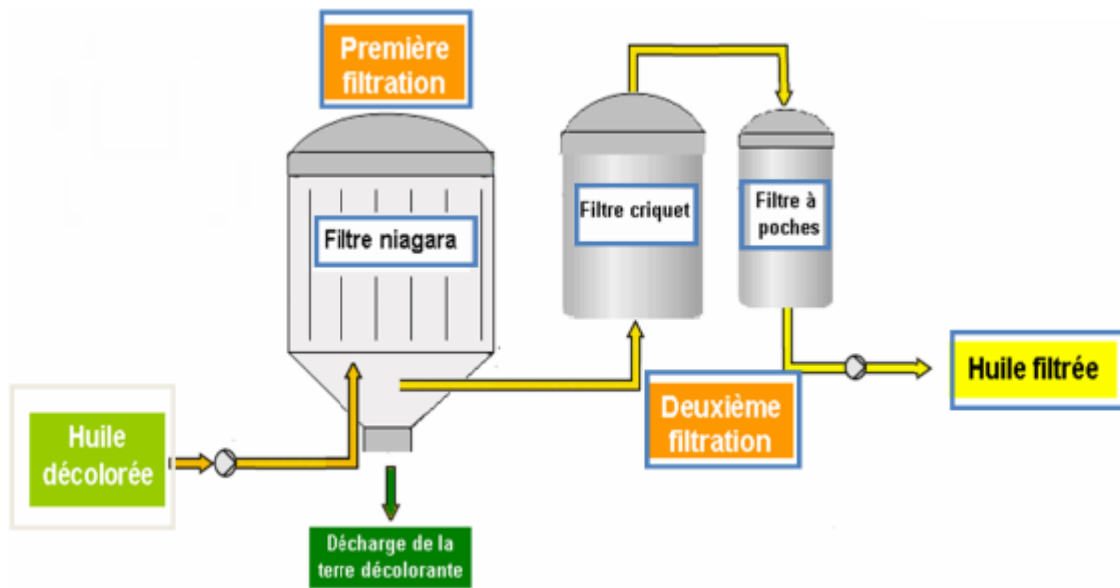 Première
filtration
Filtre niagara
Filtre criquet
Filtre à
poches
Huile
décolorée
Deuxième
filtration
Huile filtrée
Décharge de la
terre décolorante